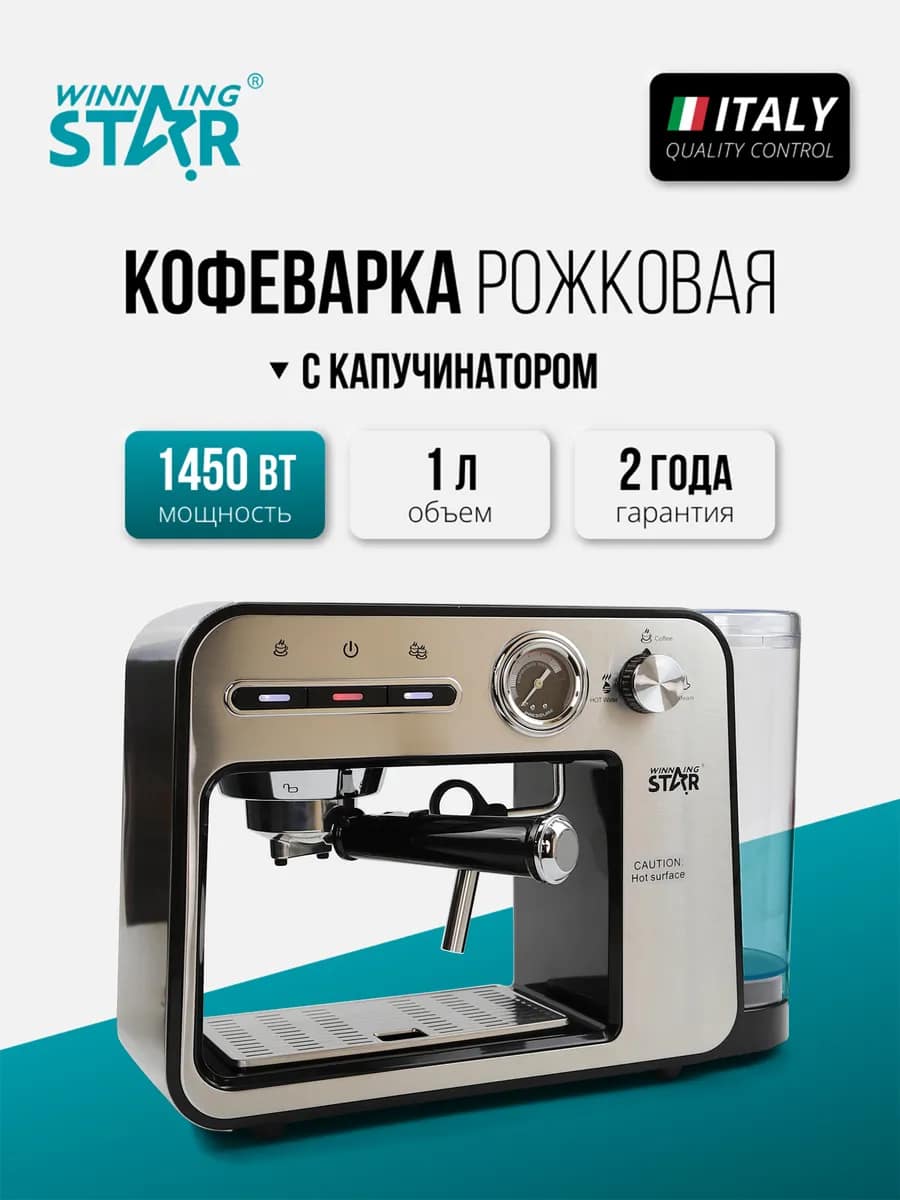 WINNING ®
STAR
ITALY
QUALITY CONTROL
КОФЕВАРКА РОЖКОВАЯ
С КАПУЧИНАТОРОМ
1450 ВТ
мощность
1 Л
объем
2 ГОДА
гарантия
Coffee
HOT Water
Steam
WINNING ®
STAR
CAUTION:
Hot surface